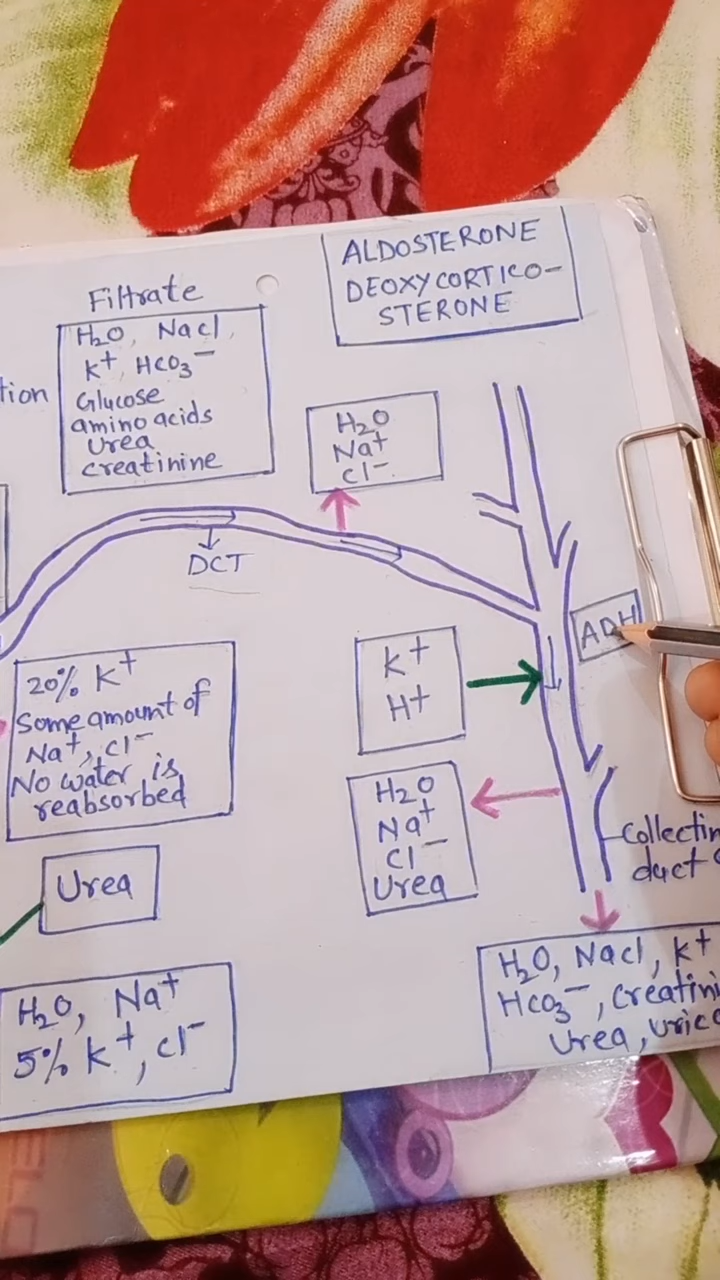 ALDOSTERONE
DEOXYCORTICO-
STERONE
Filtrate
H₂O, Nacl,
K⁺, HCO₃⁻
Glucose
amino acids
Urea
creatinine
tion
H₂O
Na⁺
Cl⁻
DCT
ADH
K⁺
H⁺
20% K⁺
Some amount of
Na⁺, Cl⁻
No water is
reabsorbed
H₂O
Na⁺
Cl⁻
Urea
Collectin
duct
Urea
H₂O, Nacl, K⁺
HCO₃⁻, creatini
Urea, uric
H₂O, Na⁺
5% K⁺, Cl⁻